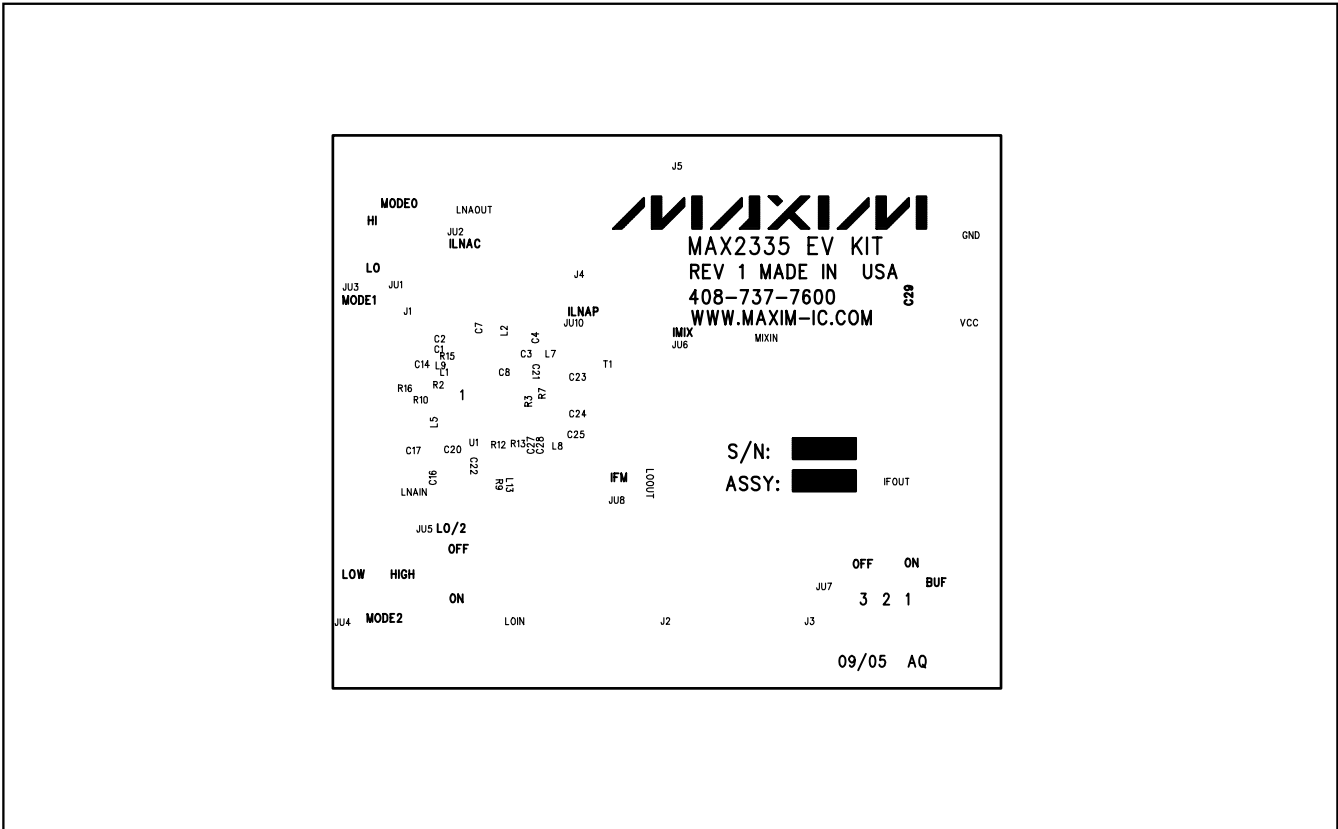 J5
MODE0
LNAOUT
MAXIM
HI
JU2
ILNAC
GND
MAX2335 EV KIT
LO
J4
REV 1 MADE IN USA
JU3
JU1
MODE1
408-737-7600
C29
J1
ILNAP
JU10
WWW.MAXIM-IC.COM
VCC
C7
L2
C4
IMIX
JU6
MIXIN
C2
C1
R15
C3
L7
C14
L9
L1
C8
C21
C23
T1
R16
R2
R10
1
R3
R7
C24
L5
C25
C17
C20
U1
R12
R13
C27
C28
L8
S/N:
C16
C22
R9
L13
LNAIN
IFM
JU8
LOOUT
ASSY:
IFOUT
JU5 LO/2
OFF
OFF
ON
LOW
HIGH
JU7
BUF
ON
3 2 1
JU4
MODE2
LOIN
J2
J3
09/05 AQ